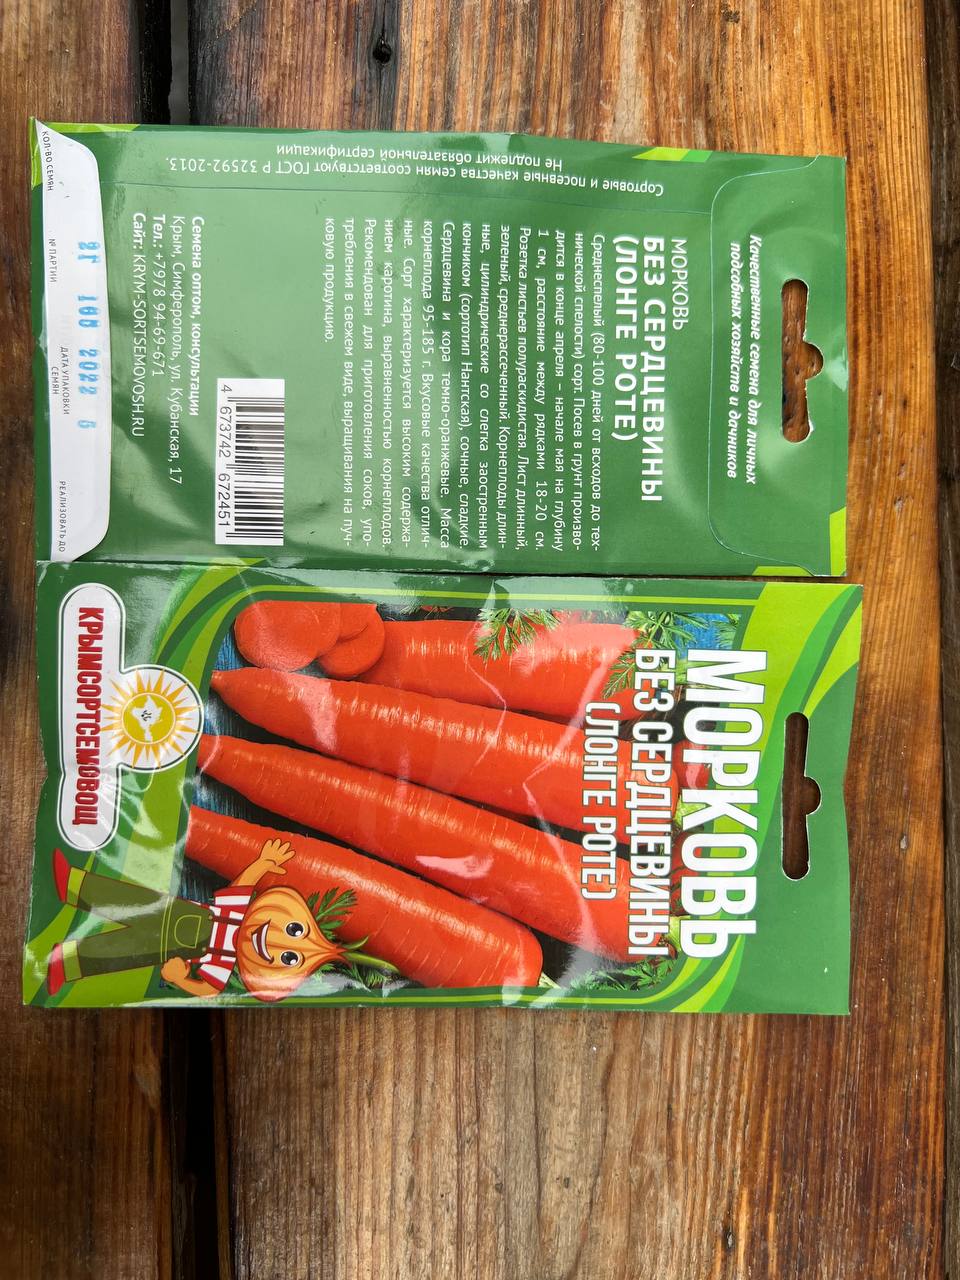 Качественные семена для личных
подсобных хозяйств и дачников
МОРКОВЬ
БЕЗ СЕРДЦЕВИНЫ
(ЛОНГЕ РОТЕ)
Среднеспелый (80-100 дней от всходов до тех-
нической спелости) сорт. Посев в грунт произво-
дится в конце апреля – начале мая на глубину
1 см, расстояние между рядками 18-20 см.
Розетка листьев полураскидистая. Лист длинный,
зеленый, среднерассеченный. Корнеплоды длин-
ные, цилиндрические со слегка заостренным
кончиком (сортотип Нантская), сочные, сладкие.
Сердцевина и кора темно-оранжевые. Масса
корнеплода 95-185 г. Вкусовые качества отлич-
ные. Сорт характеризуется высоким содержа-
нием каротина, выравненностью корнеплодов.
Рекомендован для приготовления соков, упо-
требления в свежем виде, выращивания на пуч-
ковую продукцию.
4 673742 672451
Семена оптом, консультации
Крым, Симферополь, ул. Кубанская, 17
Тел.: +7978 94-69-671
Сайт: KRYM-SORTSEMOVOSH.RU
Сортовые и посевные качества семян соответствуют ГОСТ Р 32592-2013.
Не подлежит обязательной сертификации
КОЛ-ВО СЕМЯН
№ ПАРТИИ
ДАТА УПАКОВКИ
СЕМЯН
РЕАЛИЗОВАТЬ ДО
2022
МОРКОВЬ
БЕЗ СЕРДЦЕВИНЫ
(ЛОНГЕ РОТЕ)
КРЫМСОРТСЕМОВОЩ